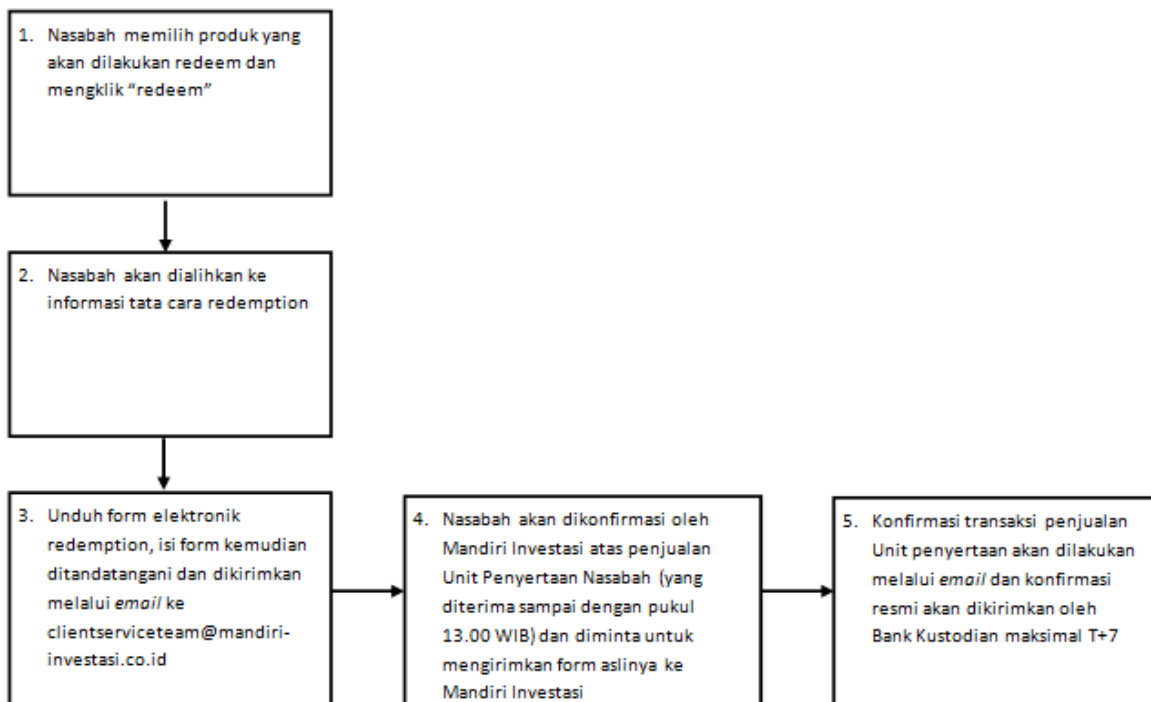 1. Nasabah memilih produk yang
akan dilakukan redeem dan
mengklik “redeem”
2. Nasabah akan dialihkan ke
informasi tata cara redemption
3. Unduh form elektronik
redemption, isi form kemudian
ditandatangani dan dikirimkan
melalui email ke
clientserviceteam@mandiri-
investasi.co.id
4. Nasabah akan dikonfirmasi oleh
Mandiri Investasi atas penjualan
Unit Penyertaan Nasabah (yang
diterima sampai dengan pukul
13.00 WIB) dan diminta untuk
mengirimkan form aslinya ke
Mandiri Investasi
5. Konfirmasi transaksi penjualan
Unit penyertaan akan dilakukan
melalui email dan konfirmasi
resmi akan dikirimkan oleh
Bank Kustodian maksimal T+7